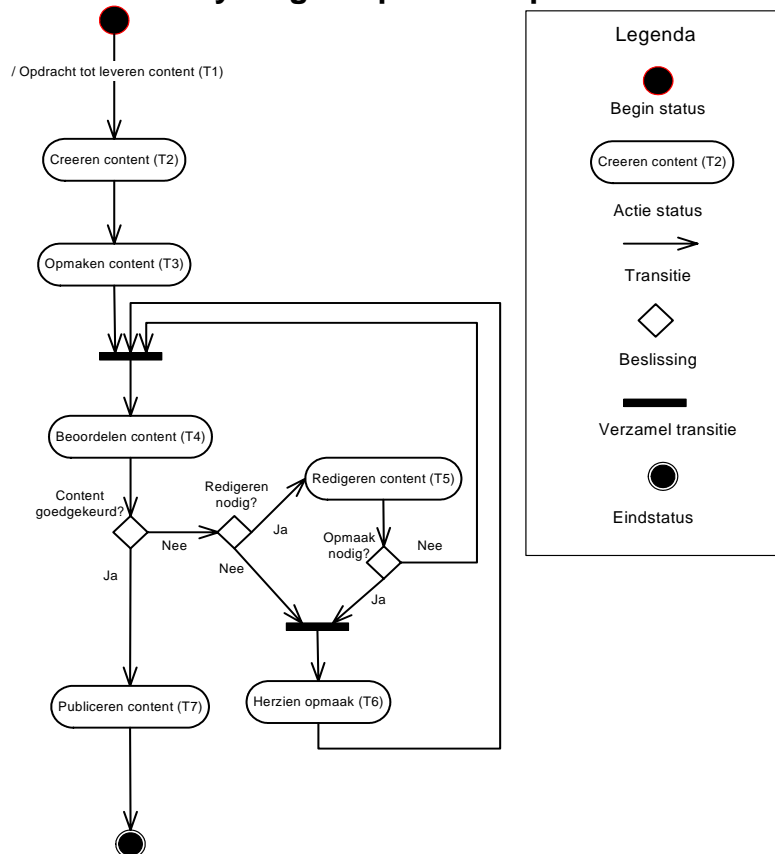 / Opdracht tot leveren content (T1)
Creeren content (T2)
Opmaken content (T3)
Beoordelen content (T4)
Content
goedgekeurd?
Redigeren
nodig?
Redigeren content (T5)
Ja
Nee
Opmaak
nodig?
Nee
Ja
Nee
Ja
Publiceren content (T7)
Herzien opmaak (T6)
Legenda
Begin status
Creeren content (T2)
Actie status
Transitie
Beslissing
Verzamel transitie
Eindstatus